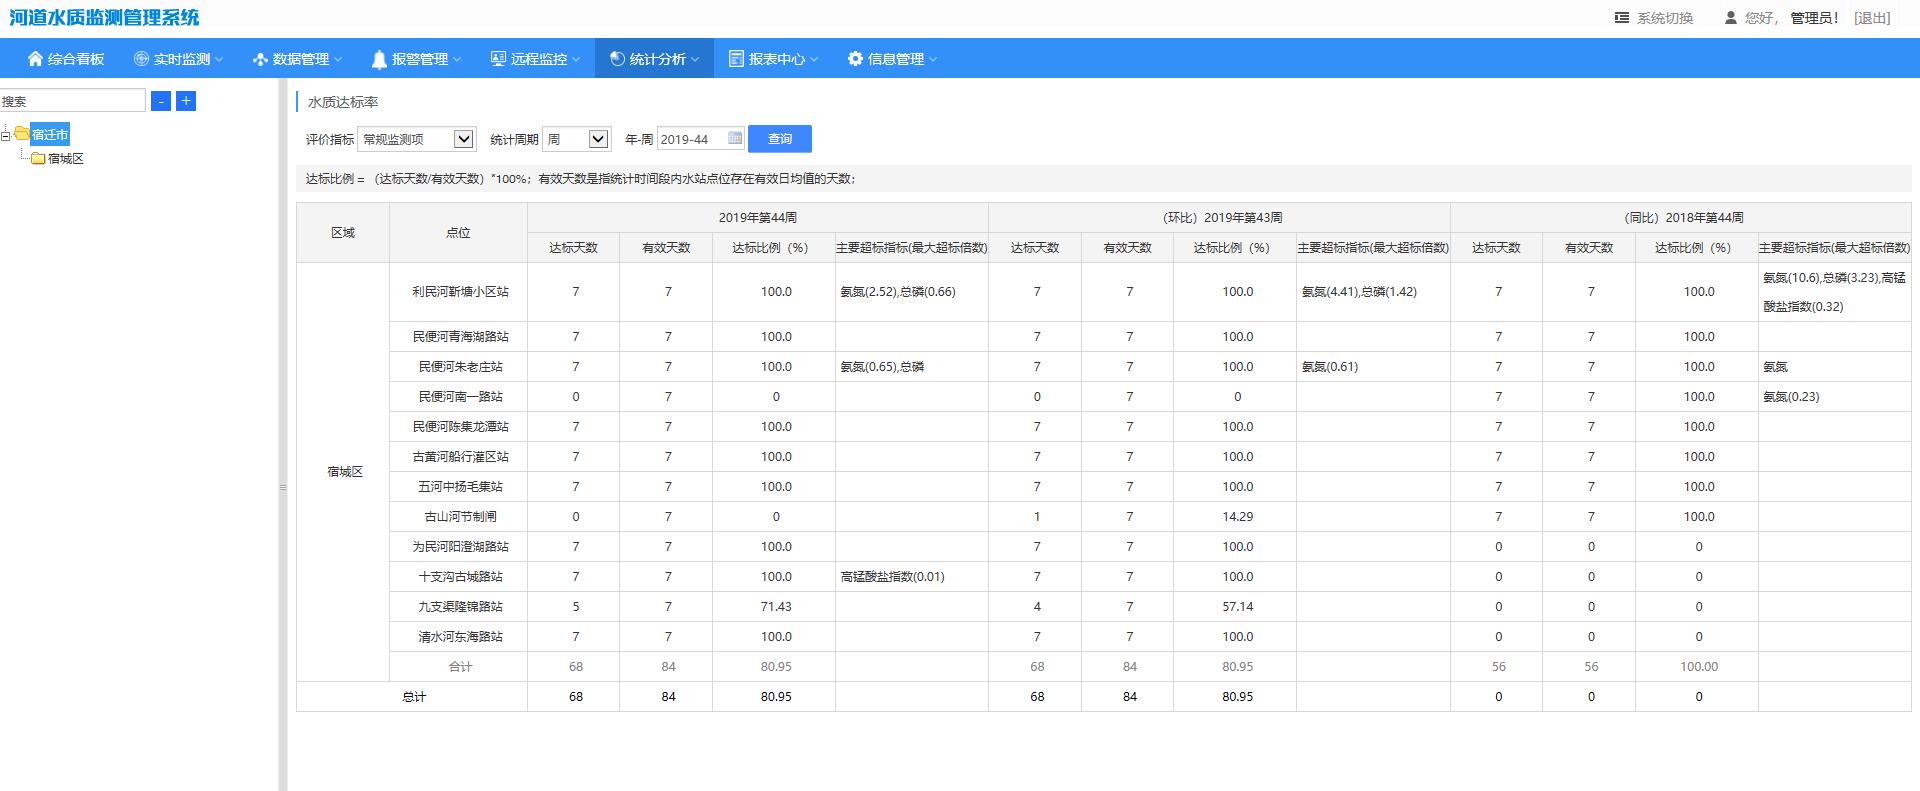 河道水质监测管理系统
系统切换 您好， 管理员！ [退出]
综合看板 实时监测 数据管理 报警管理 远程监控 统计分析 报表中心 信息管理
搜索 - +
宿迁市
宿城区
水质达标率
评价指标 常规监测项 统计周期 周 年-周 2019-44 查询
达标比例 = （达标天数/有效天数）*100%；有效天数是指统计时间段内水站点位存在有效日均值的天数；
区域 点位 2019年第44周 （环比）2019年第43周 （同比）2018年第44周
达标天数 有效天数 达标比例（%） 主要超标指标(最大超标倍数) 达标天数 有效天数 达标比例（%） 主要超标指标(最大超标倍数) 达标天数 有效天数 达标比例（%） 主要超标指标(最大超标倍数)
宿城区
利民河靳塘小区站 7 7 100.0 氨氮(2.52),总磷(0.66) 7 7 100.0 氨氮(4.41),总磷(1.42) 7 7 100.0 氨氮(10.6),总磷(3.23),高锰
酸盐指数(0.32)
民便河青海湖路站 7 7 100.0 7 7 100.0 7 7 100.0
民便河朱老庄站 7 7 100.0 氨氮(0.65),总磷 7 7 100.0 氨氮(0.61) 7 7 100.0 氨氮
民便河南一路站 0 7 0 0 7 0 7 7 100.0 氨氮(0.23)
民便河陈集龙潭站 7 7 100.0 7 7 100.0 7 7 100.0
古黄河船行灌区站 7 7 100.0 7 7 100.0 7 7 100.0
五河中扬毛集站 7 7 100.0 7 7 100.0 7 7 100.0
古山河节制闸 0 7 0 1 7 14.29 7 7 100.0
为民河阳澄湖路站 7 7 100.0 7 7 100.0 0 0 0
十支沟古城路站 7 7 100.0 高锰酸盐指数(0.01) 7 7 100.0 0 0 0
九支渠隆锦路站 5 7 71.43 4 7 57.14 0 0 0
清水河东海路站 7 7 100.0 7 7 100.0 0 0 0
合计 68 84 80.95 68 84 80.95 56 56 100.00
总计 68 84 80.95 68 84 80.95 0 0 0